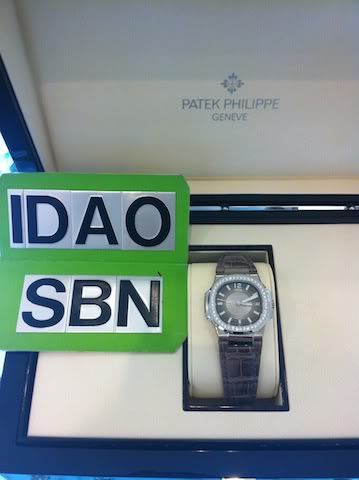 PATEK PHILIPPE
GENEVE
IDAO
SBN